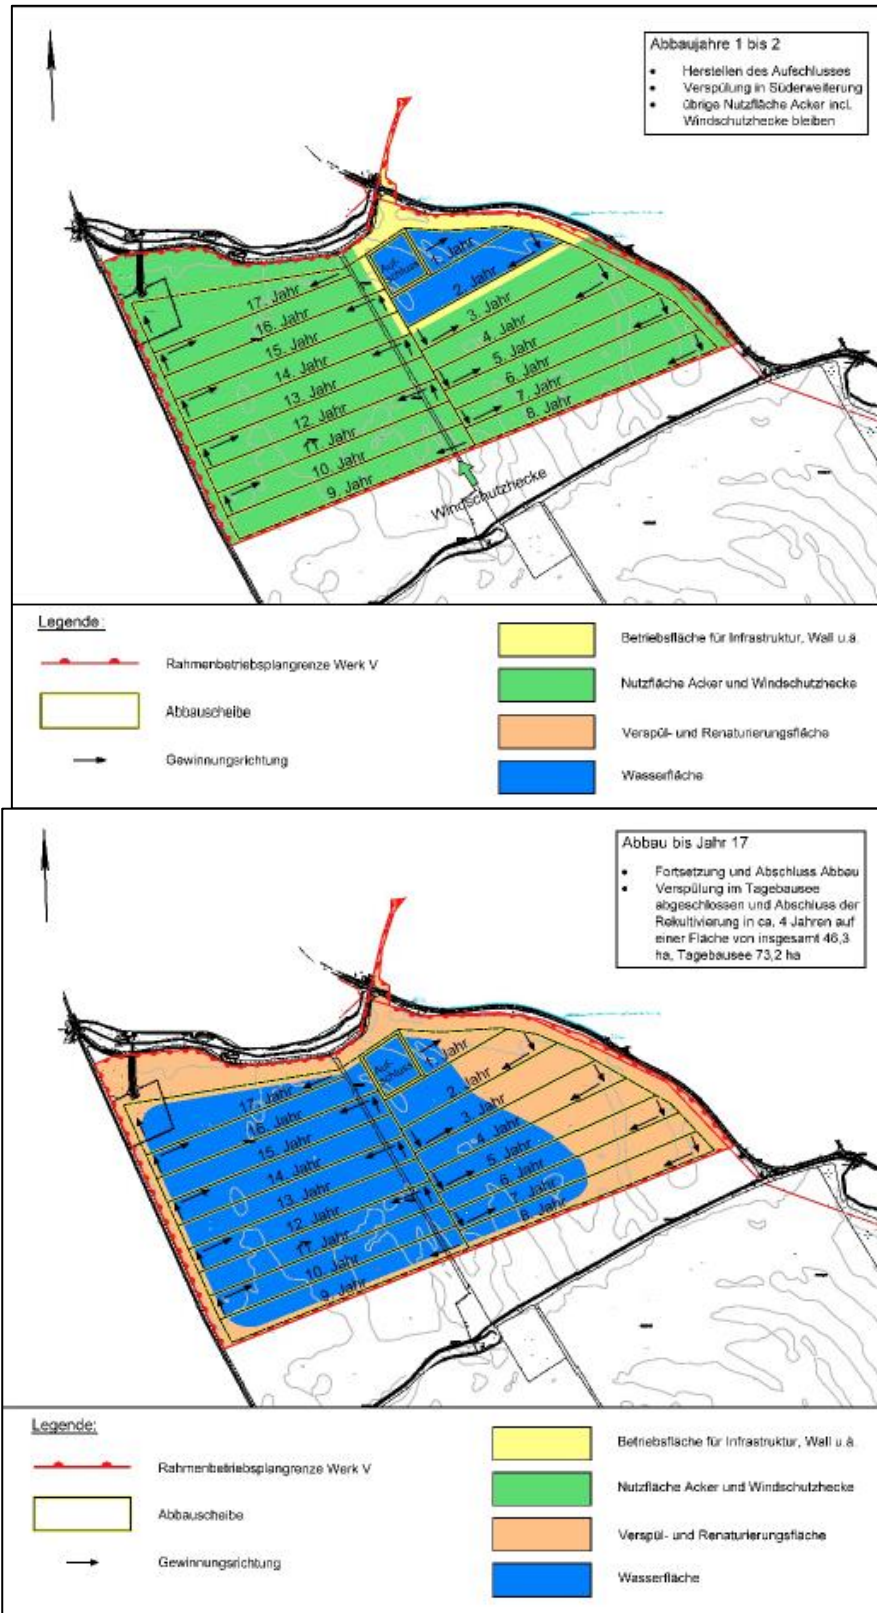 Abbaujahre 1 bis 2
• Herstellen des Aufschlusses
• Verspülung in Süderweiterung
• übrige Nutzfläche Acker incl.
Windschutzhecke bleiben
Auf-
schluss
1. Jahr
2. Jahr
3. Jahr
4. Jahr
5. Jahr
6. Jahr
7. Jahr
8. Jahr
17. Jahr
16. Jahr
15. Jahr
14. Jahr
13. Jahr
12. Jahr
11. Jahr
10. Jahr
9. Jahr
Windschutzhecke
Legende:
Rahmenbetriebsplangrenze Werk V
Abbauscheibe
Gewinnungsrichtung
Betriebsfläche für Infrastruktur, Wall u.ä.
Nutzfläche Acker und Windschutzhecke
Verspül- und Renaturierungsfläche
Wasserfläche
Abbau bis Jahr 17
• Fortsetzung und Abschluss Abbau
• Verspülung im Tagebausee
abgeschlossen und Abschluss der
Rekultivierung in ca. 4 Jahren auf
einer Fläche von insgesamt 46,3
ha, Tagebausee 73,2 ha
Auf-
schluss
1. Jahr
2. Jahr
3. Jahr
4. Jahr
5. Jahr
6. Jahr
7. Jahr
8. Jahr
17. Jahr
16. Jahr
15. Jahr
14. Jahr
13. Jahr
12. Jahr
11. Jahr
10. Jahr
9. Jahr
Legende:
Rahmenbetriebsplangrenze Werk V
Abbauscheibe
Gewinnungsrichtung
Betriebsfläche für Infrastruktur, Wall u.ä.
Nutzfläche Acker und Windschutzhecke
Verspül- und Renaturierungsfläche
Wasserfläche